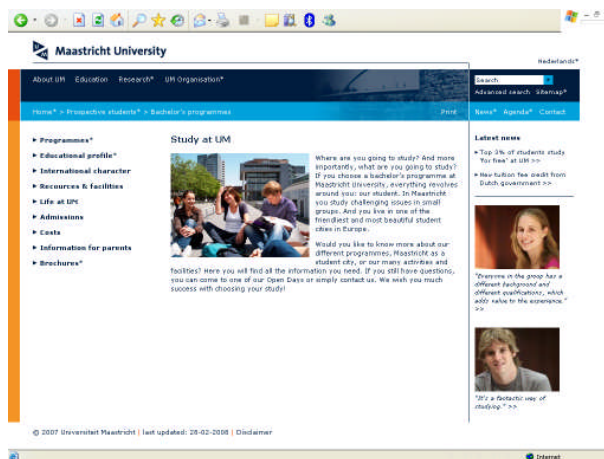 Maastricht University
Nederlands*
About UM Education Research* UM Organisation*
Search
Advanced search Sitemap*
Home* > Prospective students* > Bachelor's programmes
Print
News* Agenda* Contact
Programmes*
Educational profile*
International character
Recources & facilities
Life at UM
Admissions
Costs
Information for parents
Brochures*
Study at UM
Where are you going to study? And more
importantly, what are you going to study?
If you choose a bachelor's programme at
Maastricht University, everything revolves
around you: our student. In Maastricht
you study challenging issues in small
groups. And you live in one of the
friendliest and most beautiful student
cities in Europe.
Would you like to know more about our
different programmes, Maastricht as a
student city, or our many activities and
facilities? Here you will find all the information you need. If you still have questions,
you can come to one of our Open Days or simply contact us. We wish you much
success with choosing your study!
Latest news
Top 3% of students study
'for free' at UM >>
New tuition fee credit from
Dutch government >>
"Everyone in the group has a
different background and
different qualifications, which
adds value to the experience."
>>
"It's a fantastic way of
studying." >>
© 2007 Universiteit Maastricht | last updated: 28-02-2008 | Disclaimer
Internet